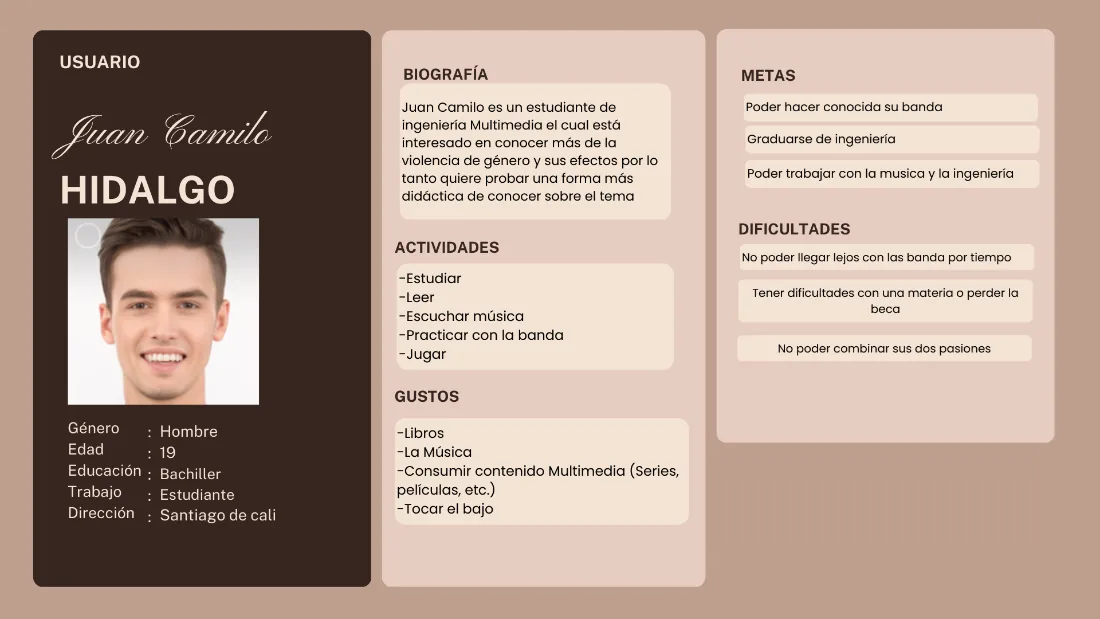 USUARIO
Juan Camilo
HIDALGO
Género : Hombre
Edad : 19
Educación : Bachiller
Trabajo : Estudiante
Dirección : Santiago de cali
BIOGRAFÍA
Juan Camilo es un estudiante de
ingeniería Multimedia el cual está
interesado en conocer más de la
violencia de género y sus efectos por lo
tanto quiere probar una forma más
didáctica de conocer sobre el tema
ACTIVIDADES
-Estudiar
-Leer
-Escuchar música
-Practicar con la banda
-Jugar
GUSTOS
-Libros
-La Música
-Consumir contenido Multimedia (Series,
películas, etc.)
-Tocar el bajo
METAS
Poder hacer conocida su banda
Graduarse de ingeniería
Poder trabajar con la musica y la ingeniería
DIFICULTADES
No poder llegar lejos con las banda por tiempo
Tener dificultades con una materia o perder la
beca
No poder combinar sus dos pasiones